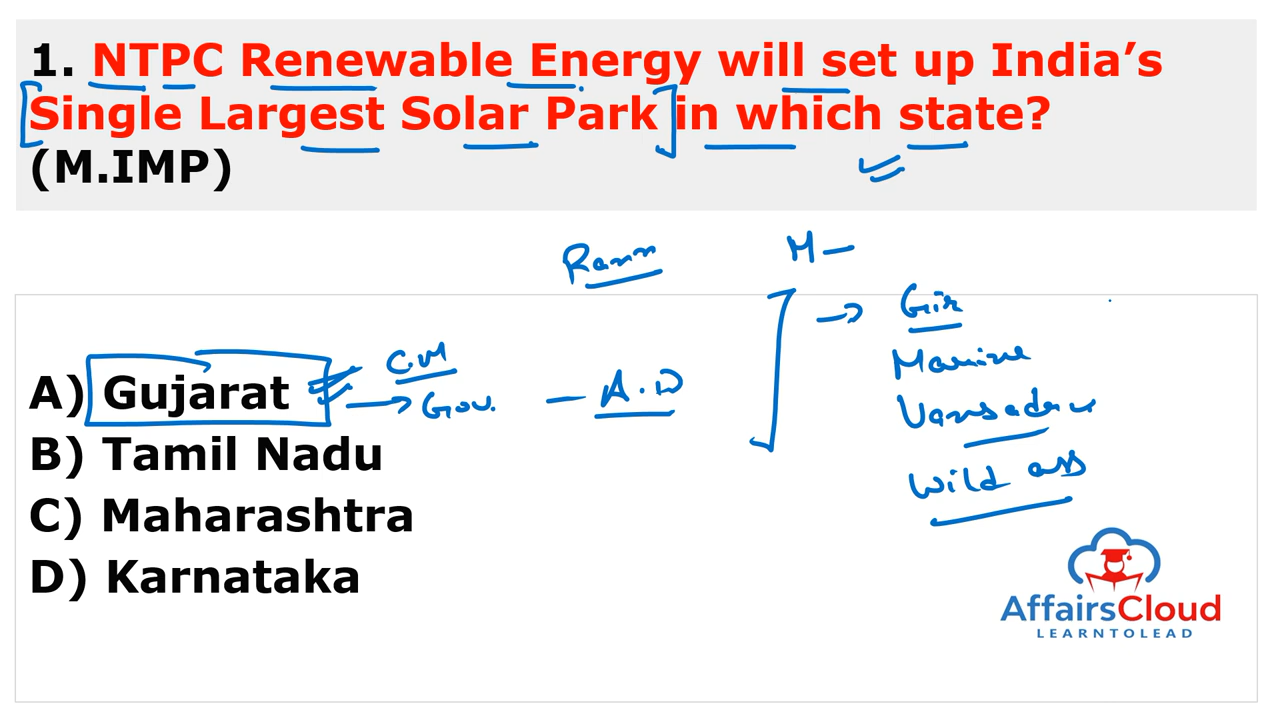 1. NTPC Renewable Energy will set up India’s
Single Largest Solar Park in which state?
(M.IMP)
Rann
M –
A) Gujarat
C.M
→ Gov. – A.D
→ Gir
Marine
Vansada
Wild ass
B) Tamil Nadu
C) Maharashtra
D) Karnataka
AffairsCloud
LEARNTOLEAD